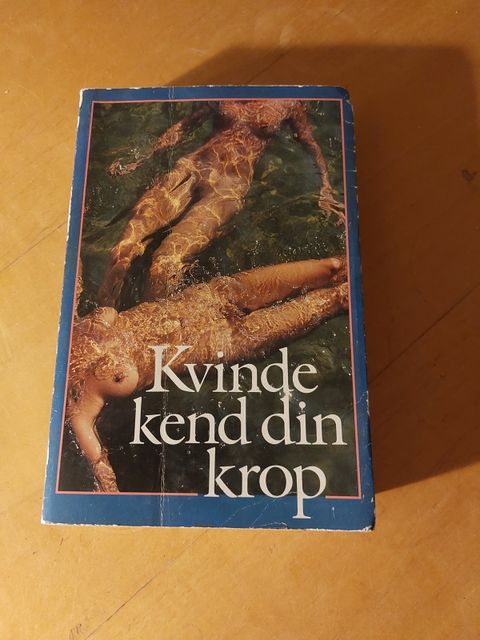 Kvinde
kend din
krop